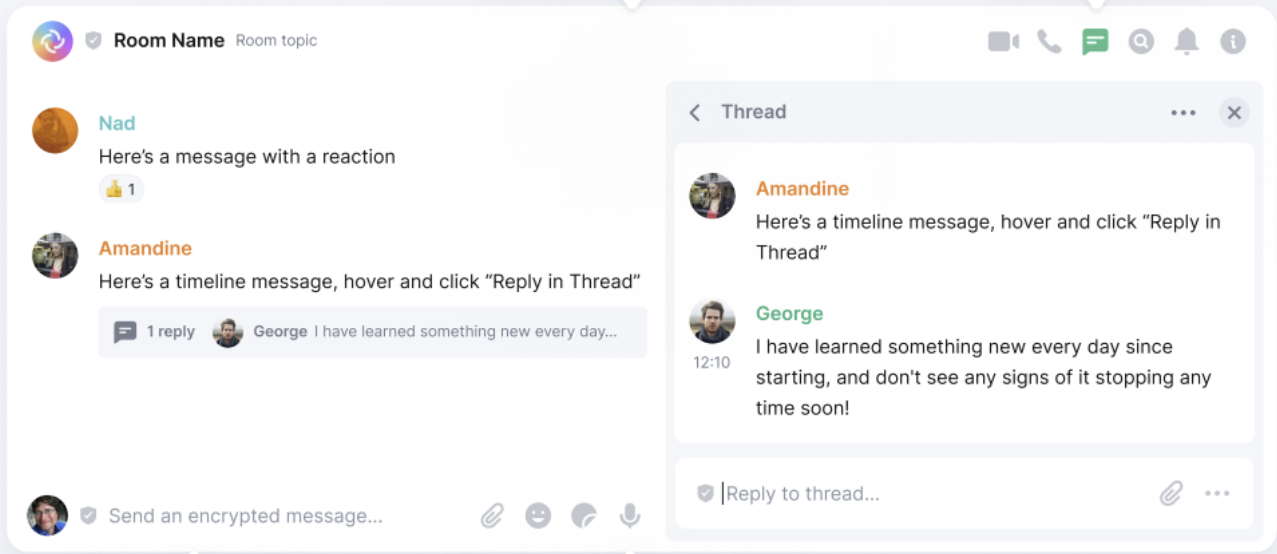 Room Name Room topic
Nad
Here’s a message with a reaction
👍 1
Amandine
Here’s a timeline message, hover and click “Reply in Thread”
1 reply George I have learned something new every day...
Send an encrypted message...
Thread
Amandine
Here’s a timeline message, hover and click “Reply in
Thread”
George
12:10
I have learned something new every day since
starting, and don't see any signs of it stopping any
time soon!
Reply to thread...